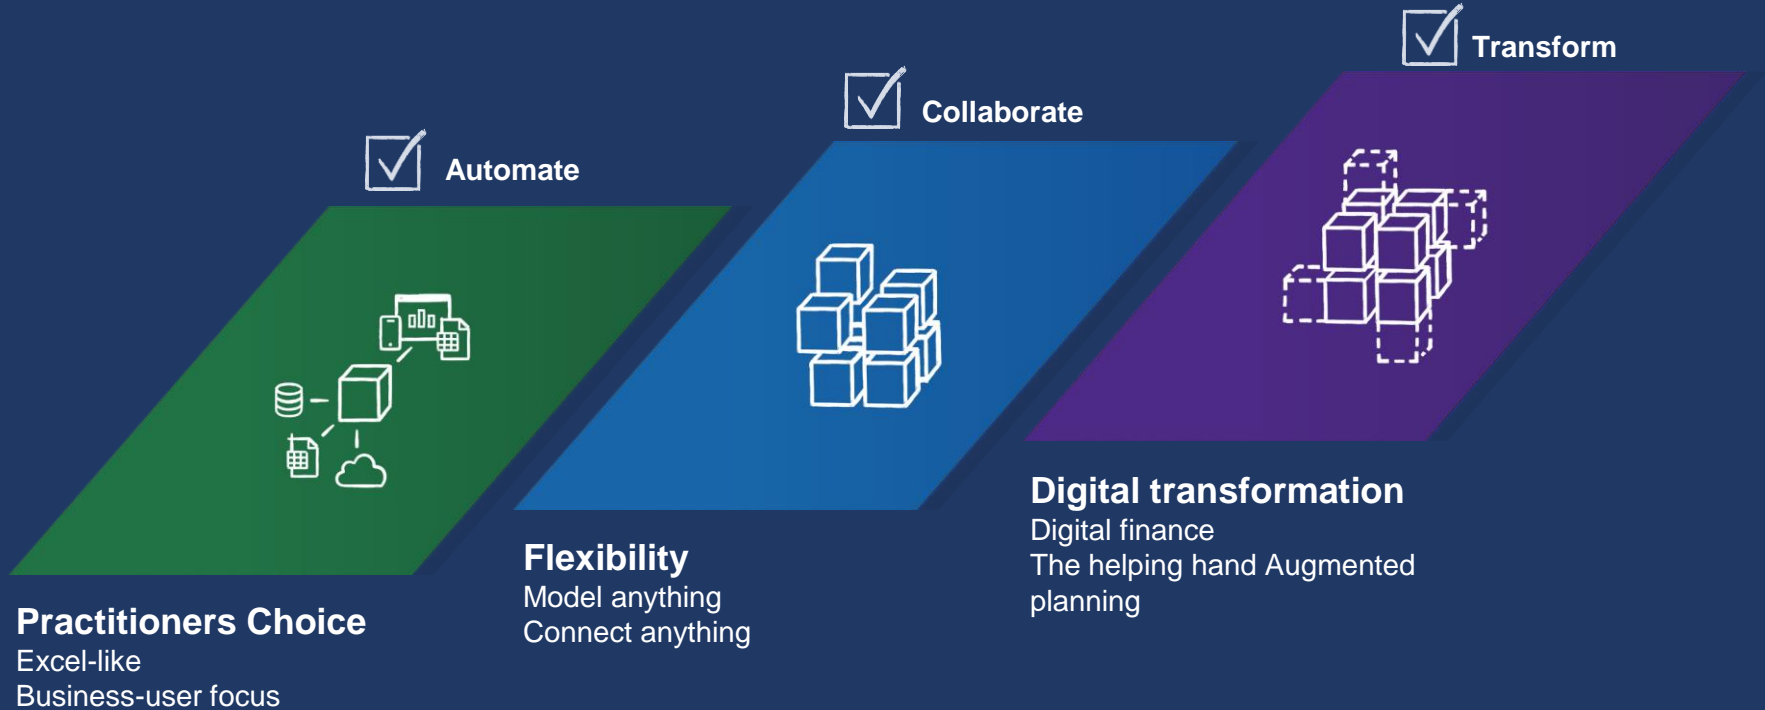 Automate
Collaborate
Transform
Practitioners Choice
Excel-like
Business-user focus
Flexibility
Model anything
Connect anything
Digital transformation
Digital finance
The helping hand Augmented
planning